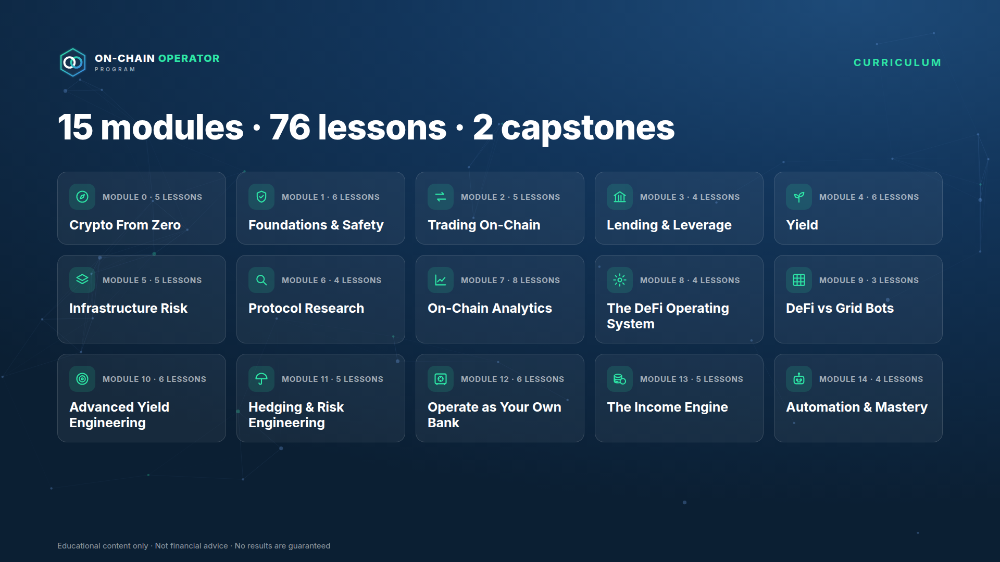 ON-CHAIN OPERATOR
PROGRAM
CURRICULUM
15 modules · 76 lessons · 2 capstones
MODULE 0 · 5 LESSONS
Crypto From Zero
MODULE 1 · 6 LESSONS
Foundations & Safety
MODULE 2 · 5 LESSONS
Trading On-Chain
MODULE 3 · 4 LESSONS
Lending & Leverage
MODULE 4 · 6 LESSONS
Yield
MODULE 5 · 5 LESSONS
Infrastructure Risk
MODULE 6 · 4 LESSONS
Protocol Research
MODULE 7 · 8 LESSONS
On-Chain Analytics
MODULE 8 · 4 LESSONS
The DeFi Operating
System
MODULE 9 · 3 LESSONS
DeFi vs Grid Bots
MODULE 10 · 6 LESSONS
Advanced Yield
Engineering
MODULE 11 · 5 LESSONS
Hedging & Risk
Engineering
MODULE 12 · 6 LESSONS
Operate as Your Own
Bank
MODULE 13 · 5 LESSONS
The Income Engine
MODULE 14 · 4 LESSONS
Automation & Mastery
Educational content only · Not financial advice · No results are guaranteed